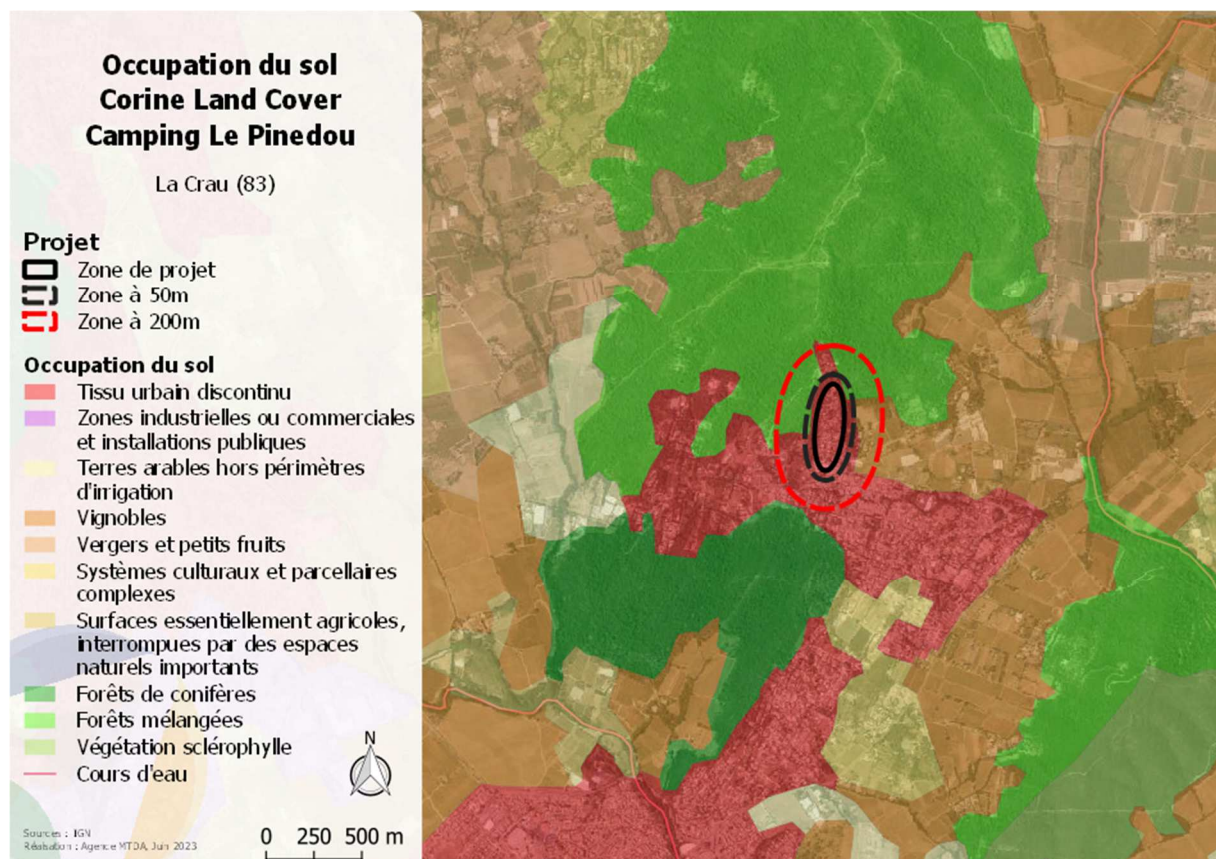 Occupation du sol
Corine Land Cover
Camping Le Pinedou
La Crau (83)
Projet
Zone de projet
Zone à 50m
Zone à 200m
Occupation du sol
Tissu urbain discontinu
Zones industrielles ou commerciales
et installations publiques
Terres arables hors périmètres
d'irrigation
Vignobles
Vergers et petits fruits
Systèmes culturaux et parcellaires
complexes
Surfaces essentiellement agricoles,
interrompues par des espaces
naturels importants
Forêts de conifères
Forêts mélangées
Végétation sclérophylle
Cours d'eau
N
Sources : IGN
Réalisation : Agence MTDA, Juin 2023
0 250 500 m